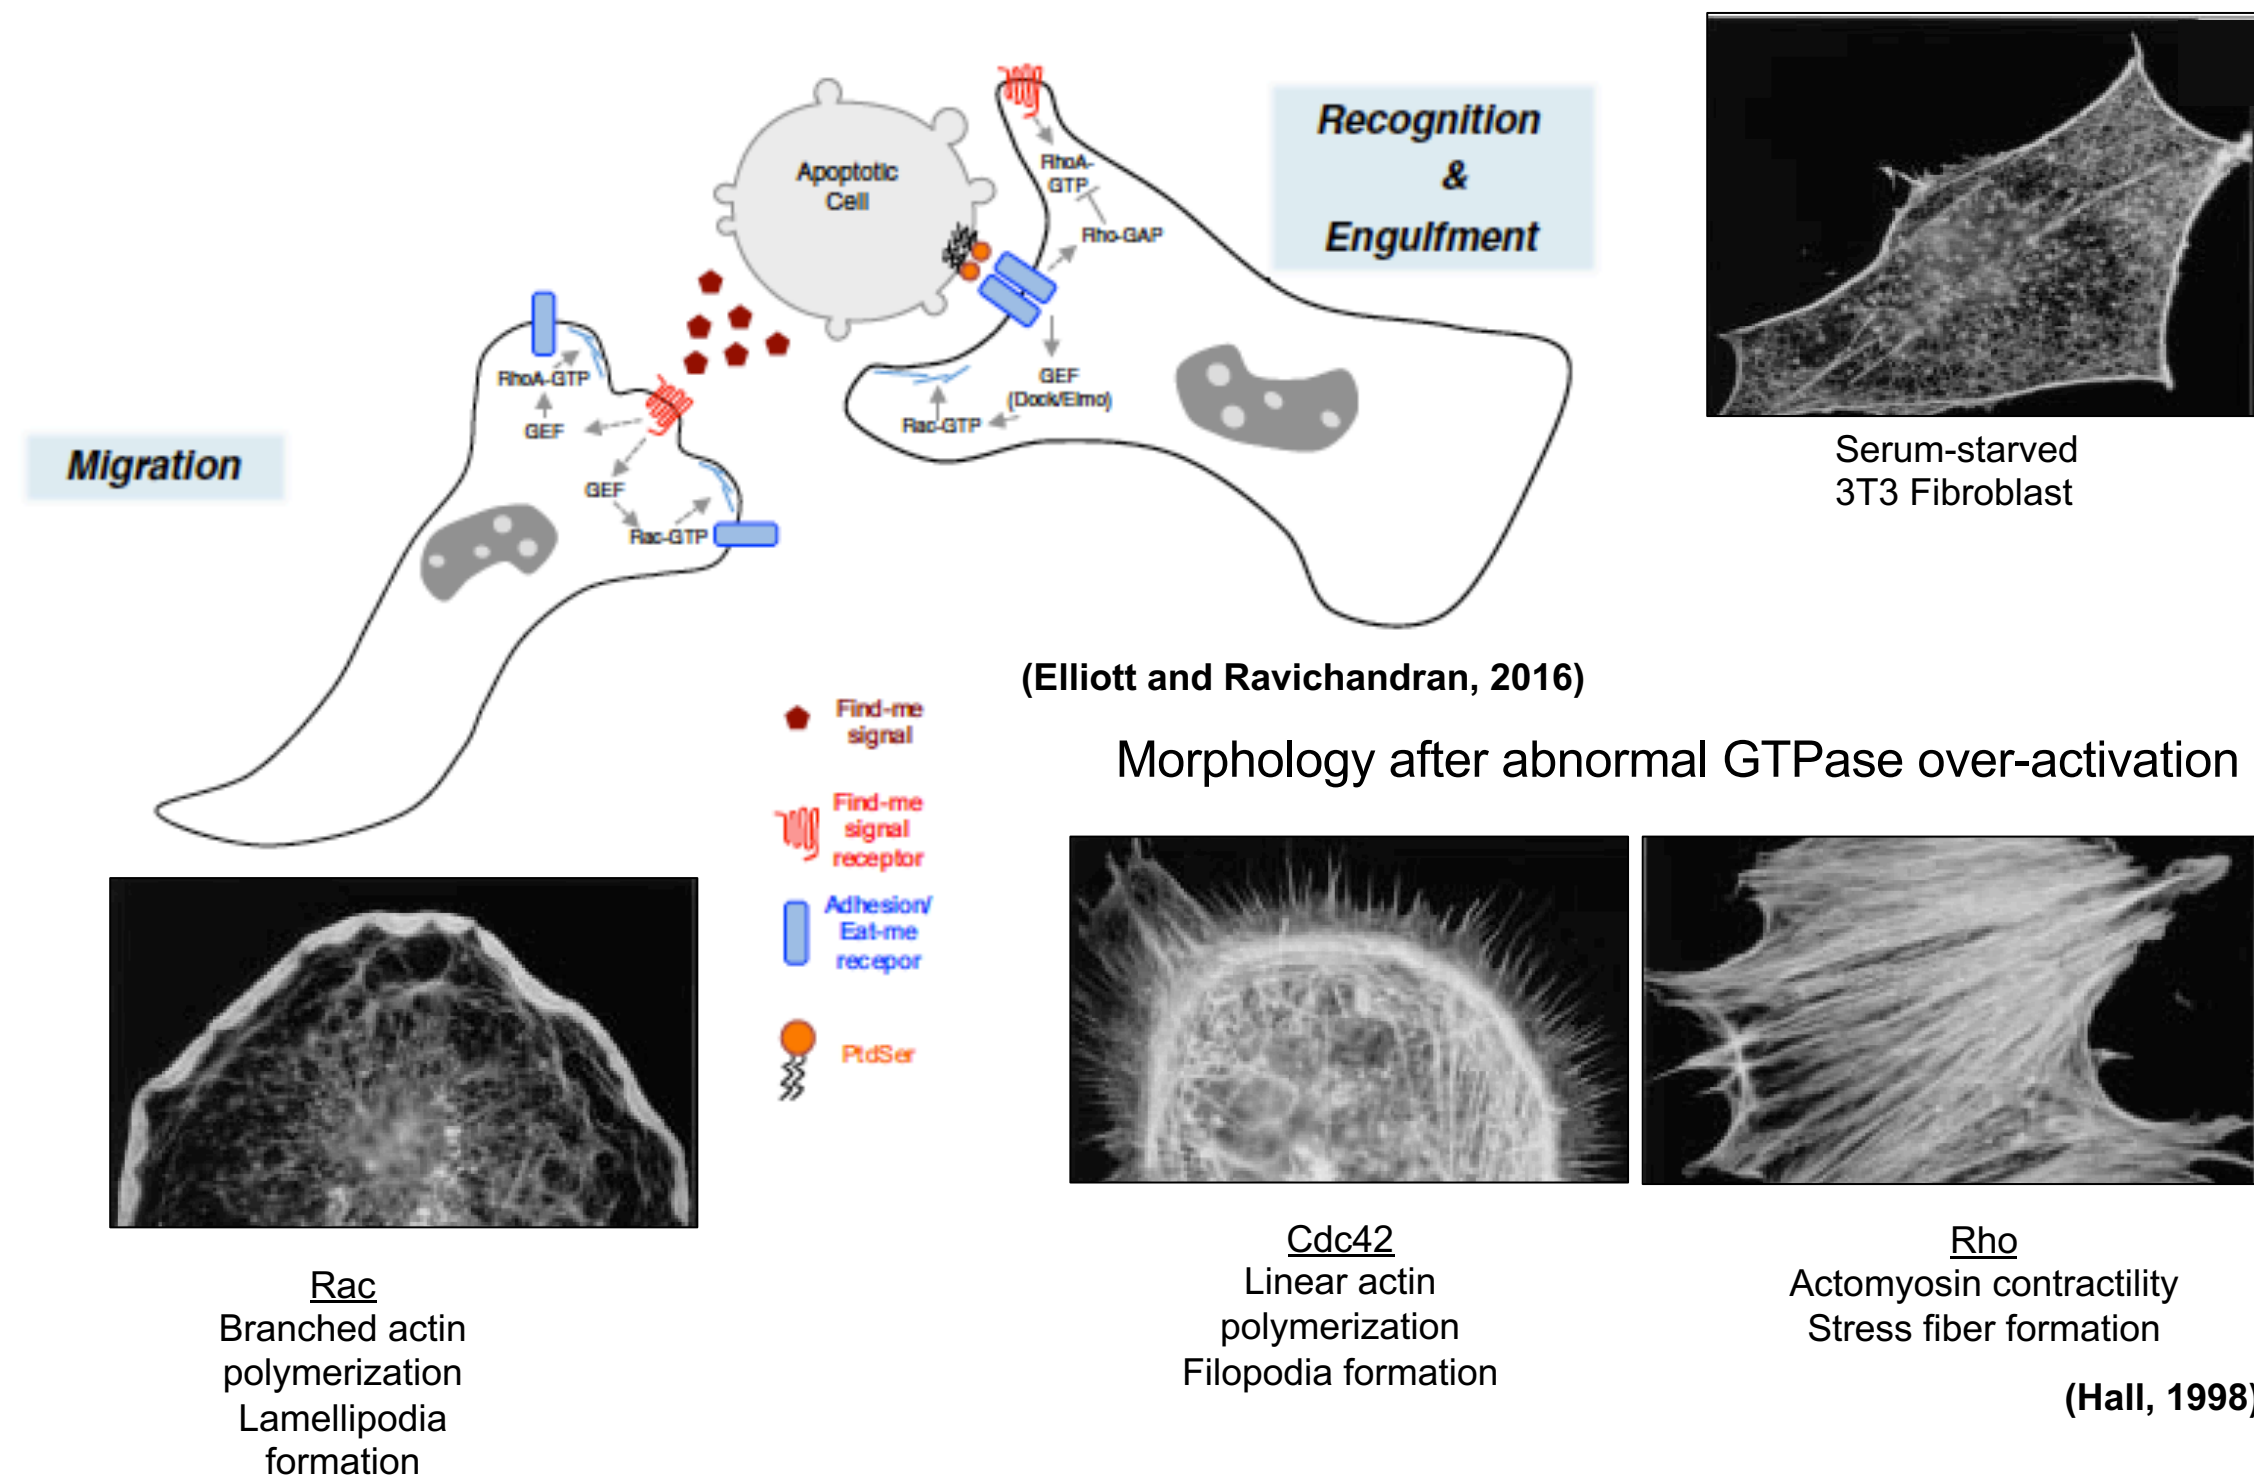 Apoptotic
Cell
RhoA-
GTP
Rho-GAP
GEF
(Dock/Elmo)
Rac-GTP
Recognition
&
Engulfment
Serum-starved
3T3 Fibroblast
Migration
RhoA-GTP
GEF
GEF
Rac-GTP
(Elliott and Ravichandran, 2016)
Find-me
signal
Find-me
signal
receptor
Adhesion/
Eat-me
recepor
PtdSer
Morphology after abnormal GTPase over-activation
Rac
Branched actin
polymerization
Lamellipodia
formation
Cdc42
Linear actin
polymerization
Filopodia formation
Rho
Actomyosin contractility
Stress fiber formation
(Hall, 1998)